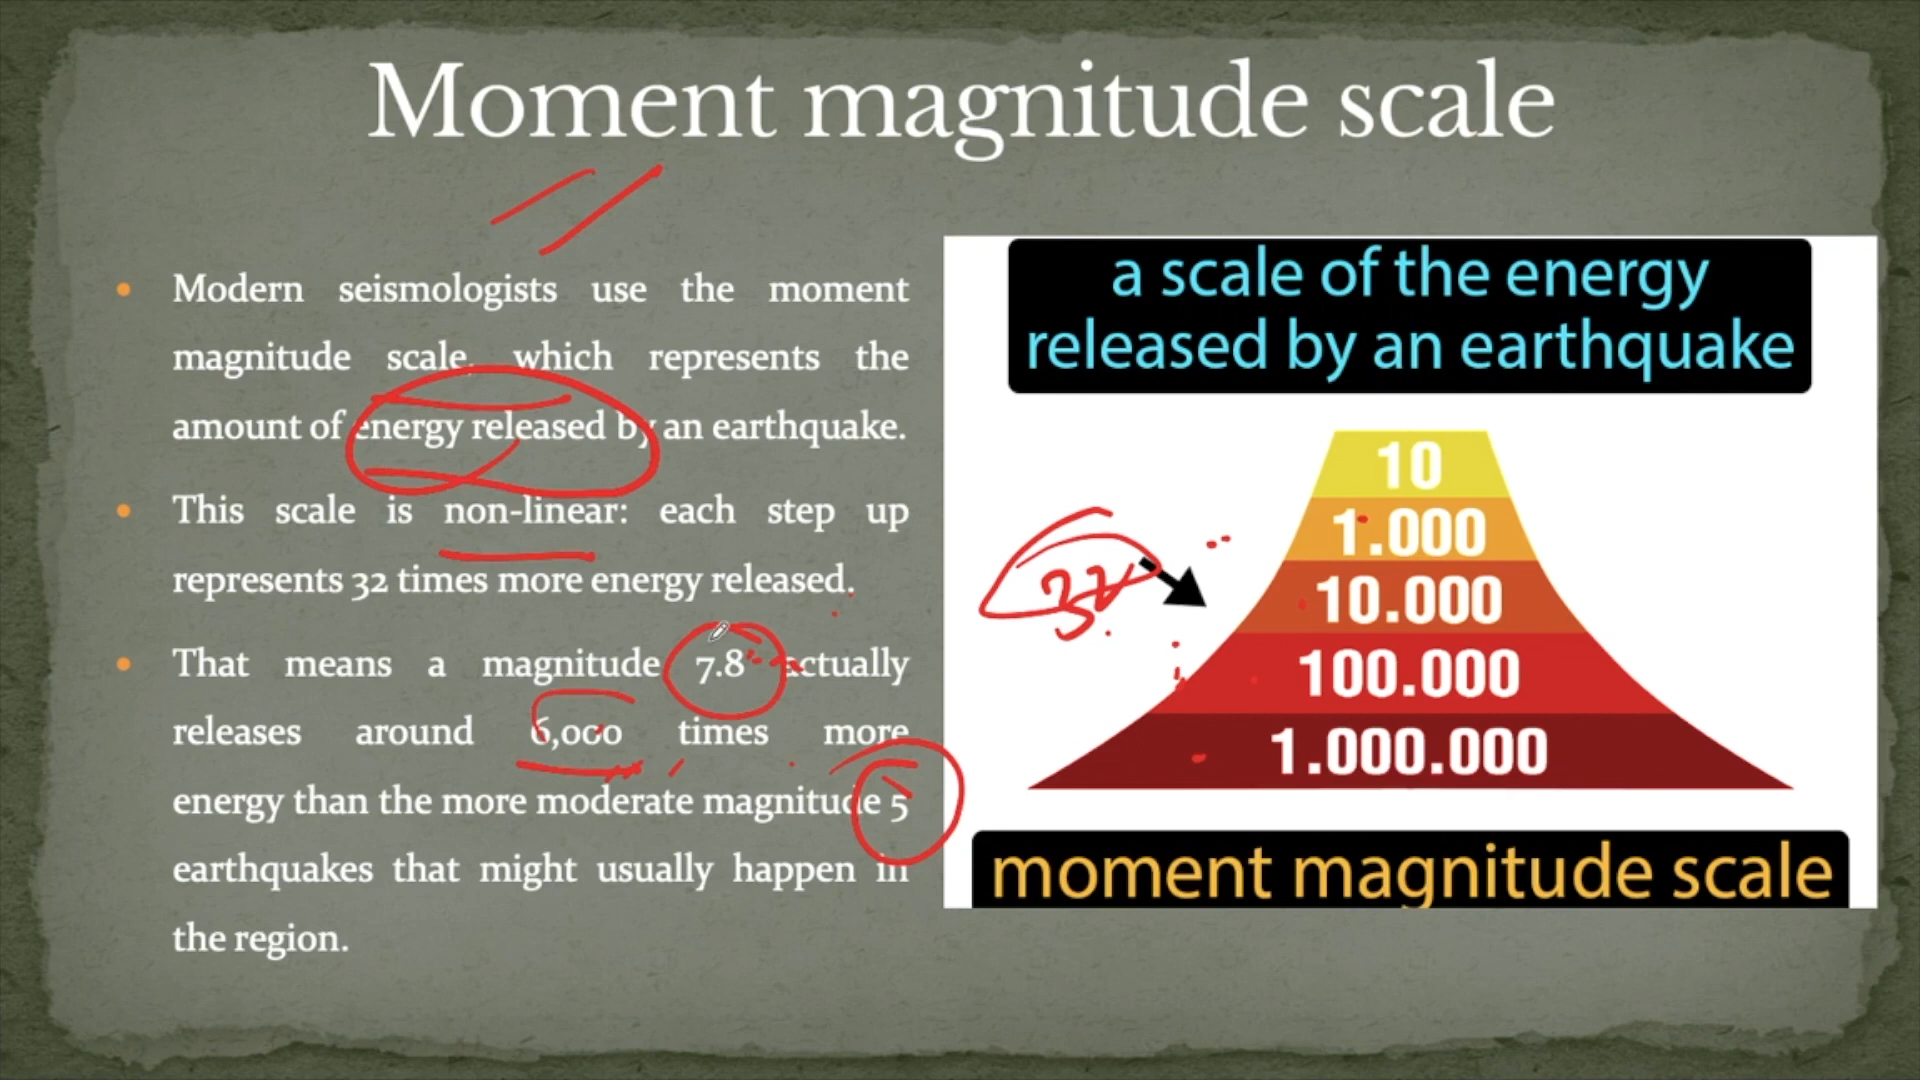 Moment magnitude scale
Modern seismologists use the moment
magnitude scale, which represents the
amount of energy released by an earthquake.
This scale is non-linear: each step up
represents 32 times more energy released.
That means a magnitude 7.8 actually
releases around 6,000 times more
energy than the more moderate magnitude 5
earthquakes that might usually happen in
the region.
a scale of the energy
released by an earthquake
10
1.000
32
10.000
100.000
1.000.000
moment magnitude scale